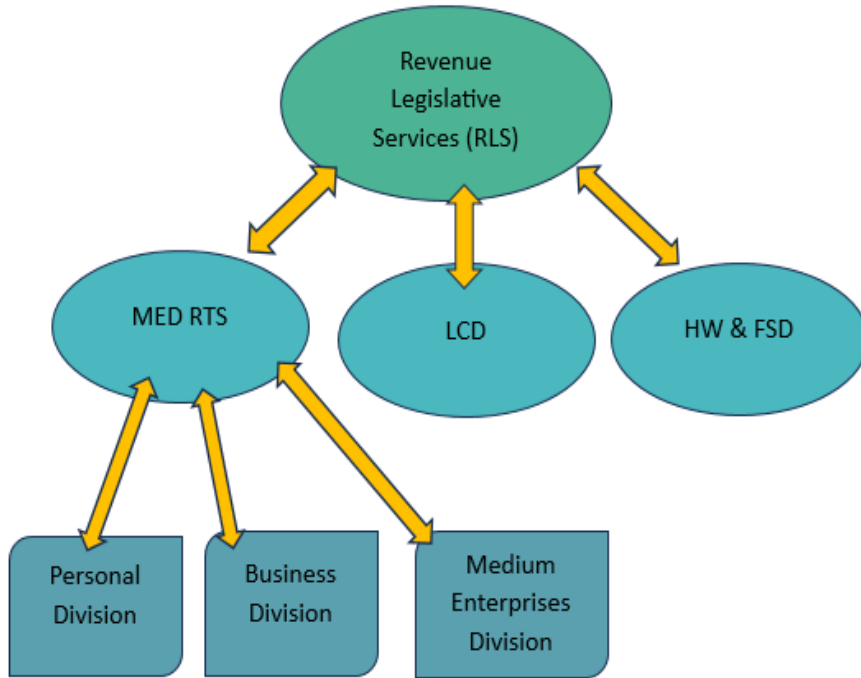 Revenue
Legislative
Services (RLS)
MED RTS
LCD
HW & FSD
Personal
Division
Business
Division
Medium
Enterprises
Division